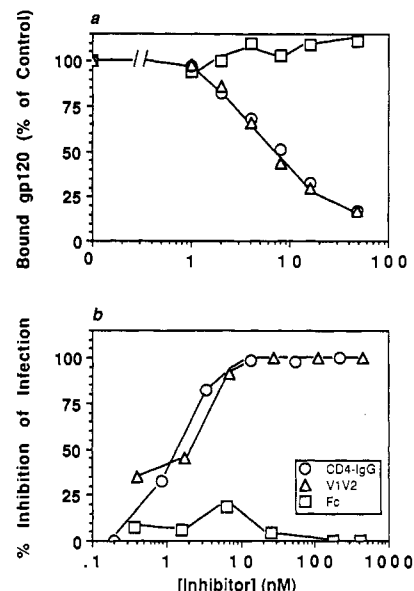 a
Bound gp120 (% of Control)
100
75
50
25
0
0
//
1
10
100
b
% Inhibition of Infection
100
75
50
25
0
CD4-IgG
V1V2
Fc
.1
1
10
100
1000
[Inhibitor] (nM)